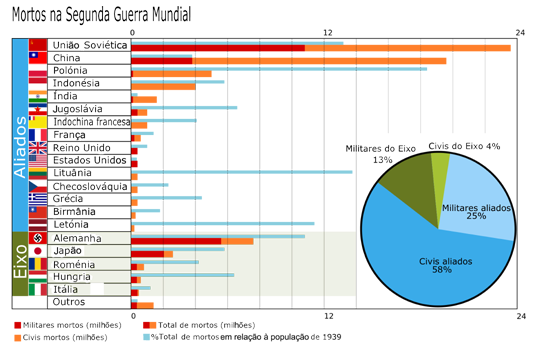 Mortos na Segunda Guerra Mundial
0 12 24
Aliados
União Soviética
China
Polónia
Indonésia
Índia
Jugoslávia
Indochina francesa
França
Reino Unido
Estados Unidos
Lituânia
Checoslováquia
Grécia
Birmânia
Letónia
Eixo
Alemanha
Japão
Roménia
Hungria
Itália
Outros
0 12 24
Militares do Eixo
13%
Civis do Eixo 4%
Militares aliados
25%
Civis aliados
58%
Militares mortos (milhões)
Total de mortos (milhões)
Civis mortos (milhões)
%Total de mortos em relação à população de 1939